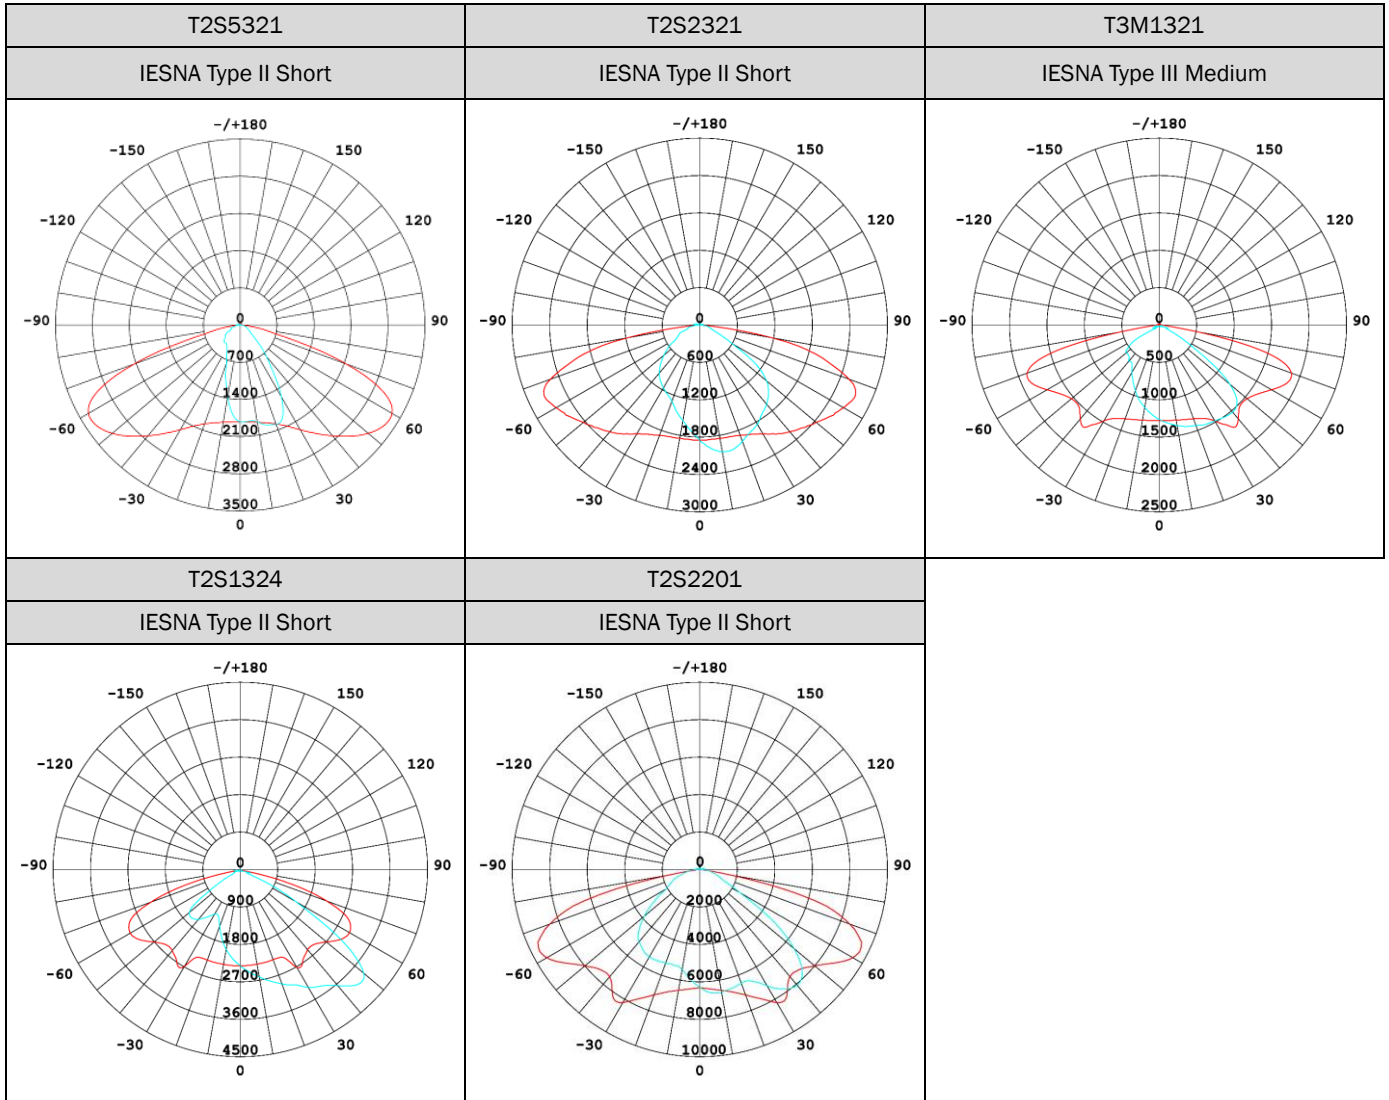 T2S5321 T2S2321 T3M1321
IESNA Type II Short IESNA Type II Short IESNA Type III Medium
-/+180 -/+180 -/+180
-150 150 -150 150 -150 150
-120 120 -120 120 -120 120
-90 0 90 -90 0 90 -90 0 90
700 600 500
1400 1200 1000
-60 2100 60 -60 1800 60 -60 1500 60
2800 2400 2000
-30 3500 30 -30 3000 30 -30 2500 30
0 0 0
T2S1324 T2S2201
IESNA Type II Short IESNA Type II Short
-/+180 -/+180
-150 150 -150 150
-120 120 -120 120
-90 0 90 -90 0 90
900 2000
1800 4000
-60 2700 60 -60 6000 60
3600 8000
-30 4500 30 -30 10000 30
0 0